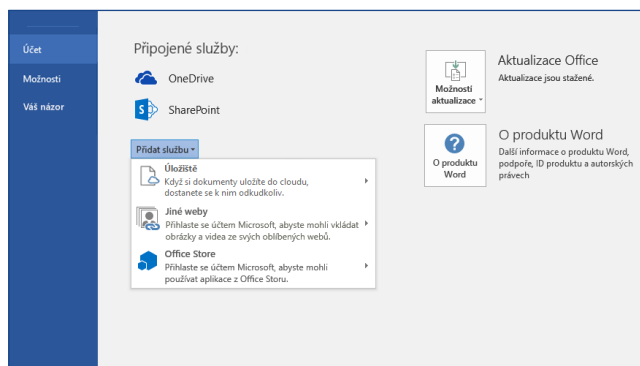 Účet
Možnosti
Váš názor
Připojené služby:
OneDrive
SharePoint
Přidat službu
Úložiště
Když si dokumenty uložíte do cloudu,
dostanete se k nim odkudkoliv.
Jiné weby
Přihlaste se účtem Microsoft, abyste mohli vkládat
obrázky a videa ze svých oblíbených webů.
Office Store
Přihlaste se účtem Microsoft, abyste mohli
používat aplikace z Office Storu.
Možnosti
aktualizace
Aktualizace Office
Aktualizace jsou stažené.
O produktu
Word
O produktu Word
Další informace o produktu Word,
podpoře, ID produktu a autorských
právech